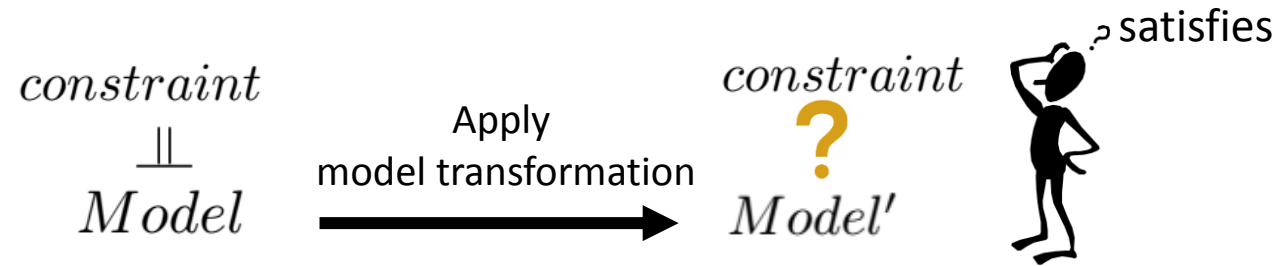 constraint
⊨
Model
Apply
model transformation
constraint
?
Model′
? satisfies